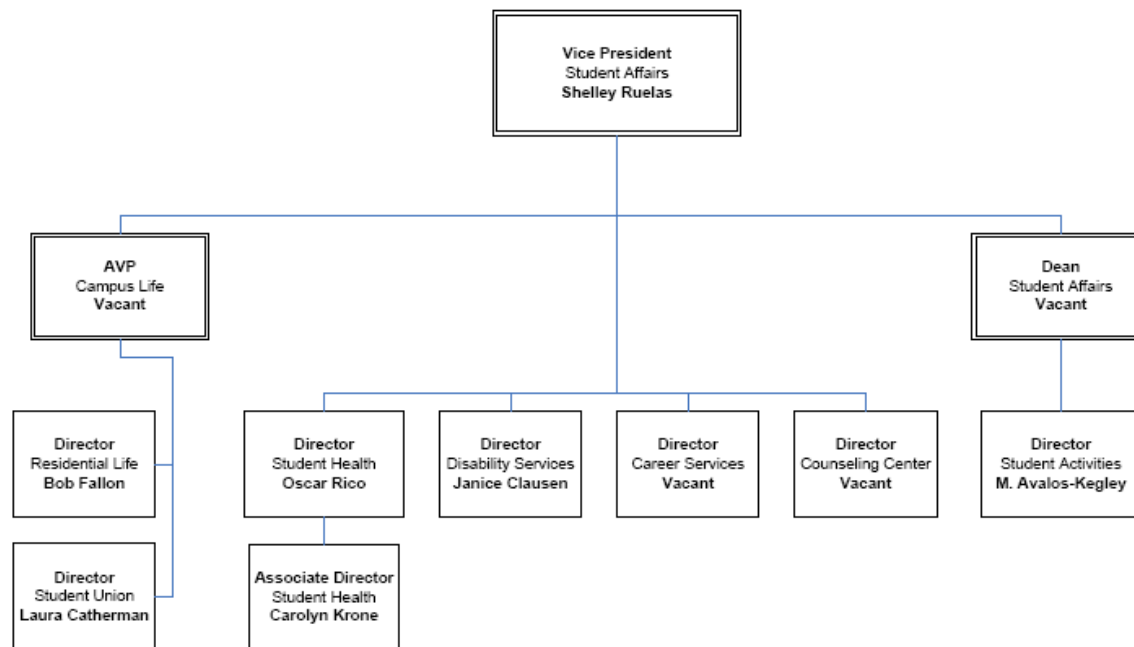 Vice President
Student Affairs
Shelley Ruelas
AVP
Campus Life
Vacant
Dean
Student Affairs
Vacant
Director
Residential Life
Bob Fallon
Director
Student Health
Oscar Rico
Director
Disability Services
Janice Clausen
Director
Career Services
Vacant
Director
Counseling Center
Vacant
Director
Student Activities
M. Avalos-Kegley
Director
Student Union
Laura Catherman
Associate Director
Student Health
Carolyn Krone